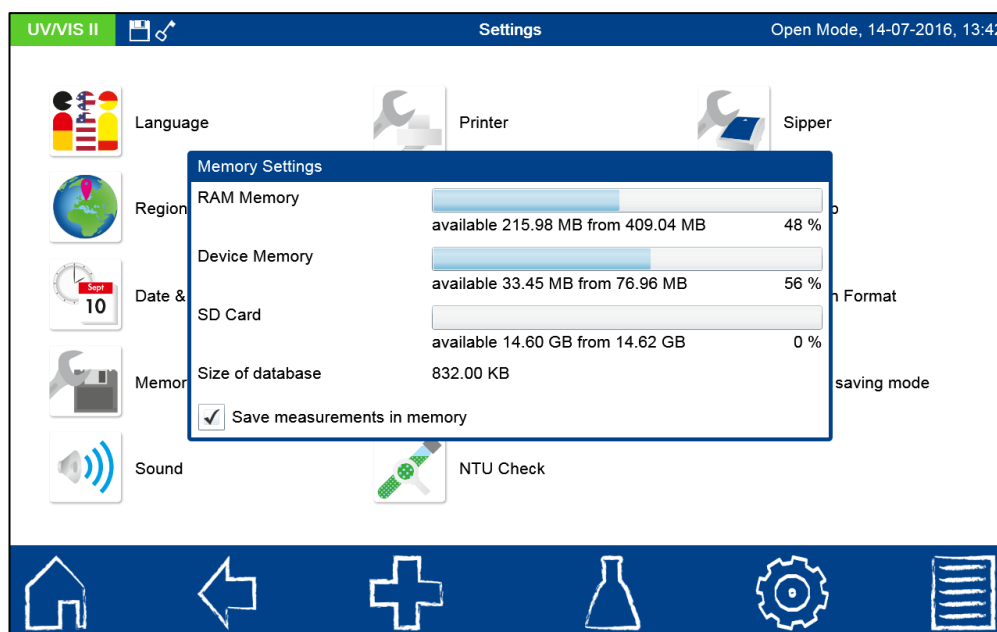 UV/VIS II Settings Open Mode, 14-07-2016, 13:42
Language Printer Sipper
Memory Settings
Region RAM Memory
available 215.98 MB from 409.04 MB 48 %
Device Memory
available 33.45 MB from 76.96 MB 56 %
Sept
10
Date & Format
SD Card
available 14.60 GB from 14.62 GB 0 %
Memor Size of database 832.00 KB saving mode
Save measurements in memory
Sound NTU Check